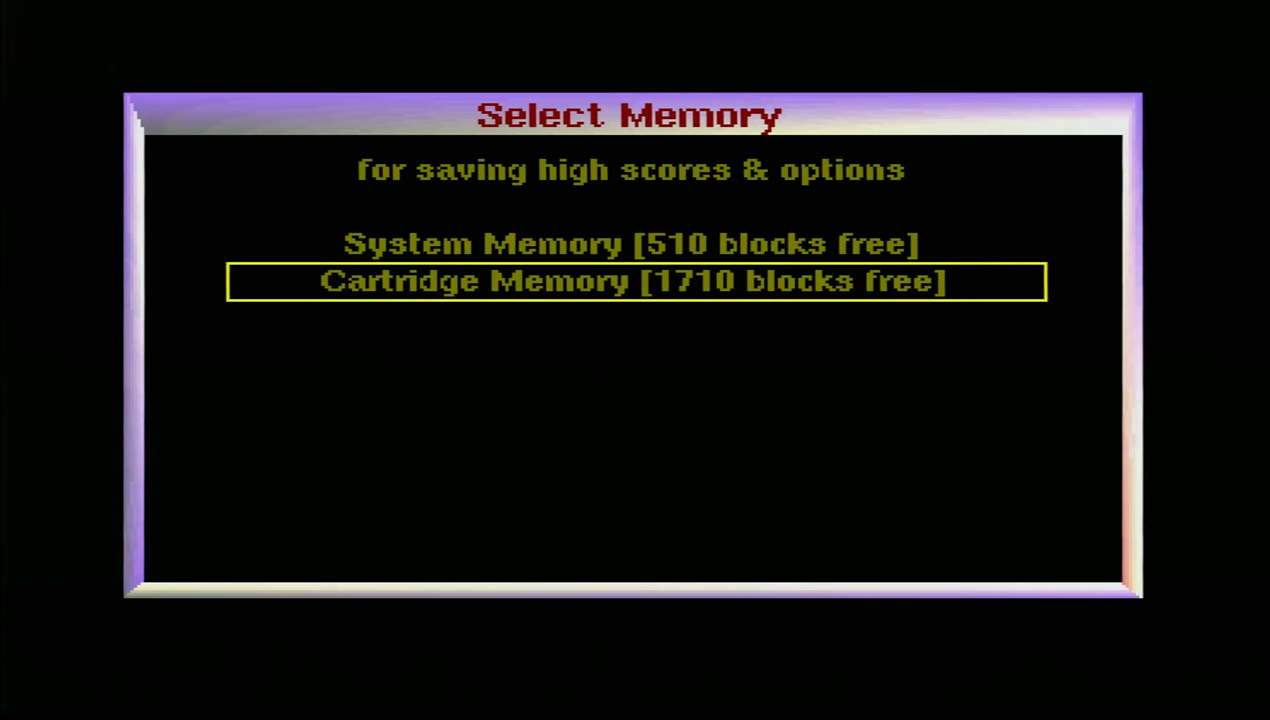 Select Memory
for saving high scores & options
System Memory [510 blocks free]
Cartridge Memory [1710 blocks free]